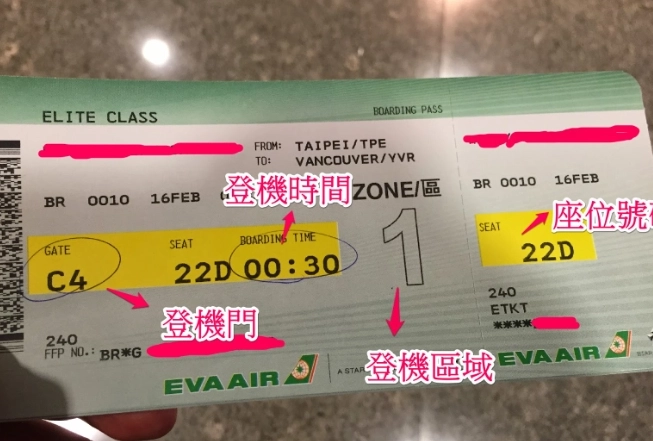 ELITE CLASS
BOARDING PASS
FROM: TAIPEI/TPE
TO: VANCOUVER/YVR
BR 0010 16FEB
登機時間
ZONE/區
1
GATE SEAT BOARDING TIME
C4 22D 00:30
登機門
登機區域
240
FFP NO.: BR*G
EVA AIR
A STAR
BR 0010 16FEB
座位號
SEAT
22D
240
ETKT
****
EVA AIR